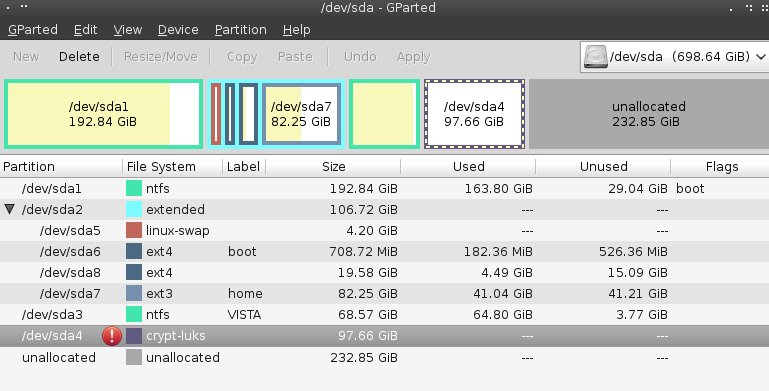 /dev/sda - GParted
GParted Edit View Device Partition Help
New Delete Resize/Move Copy Paste Undo Apply /dev/sda (698.64 GiB)
/dev/sda1 /dev/sda7 /dev/sda4 unallocated
192.84 GiB 82.25 GiB 97.66 GiB 232.85 GiB
Partition File System Label Size Used Unused Flags
/dev/sda1 ntfs 192.84 GiB 163.80 GiB 29.04 GiB boot
/dev/sda2 extended 106.72 GiB --- ---
/dev/sda5 linux-swap 4.20 GiB --- ---
/dev/sda6 ext4 boot 708.72 MiB 182.36 MiB 526.36 MiB
/dev/sda8 ext4 19.58 GiB 4.49 GiB 15.09 GiB
/dev/sda7 ext3 home 82.25 GiB 41.04 GiB 41.21 GiB
/dev/sda3 ntfs VISTA 68.57 GiB 64.80 GiB 3.77 GiB
/dev/sda4 crypt-luks 97.66 GiB --- ---
unallocated unallocated 232.85 GiB --- ---